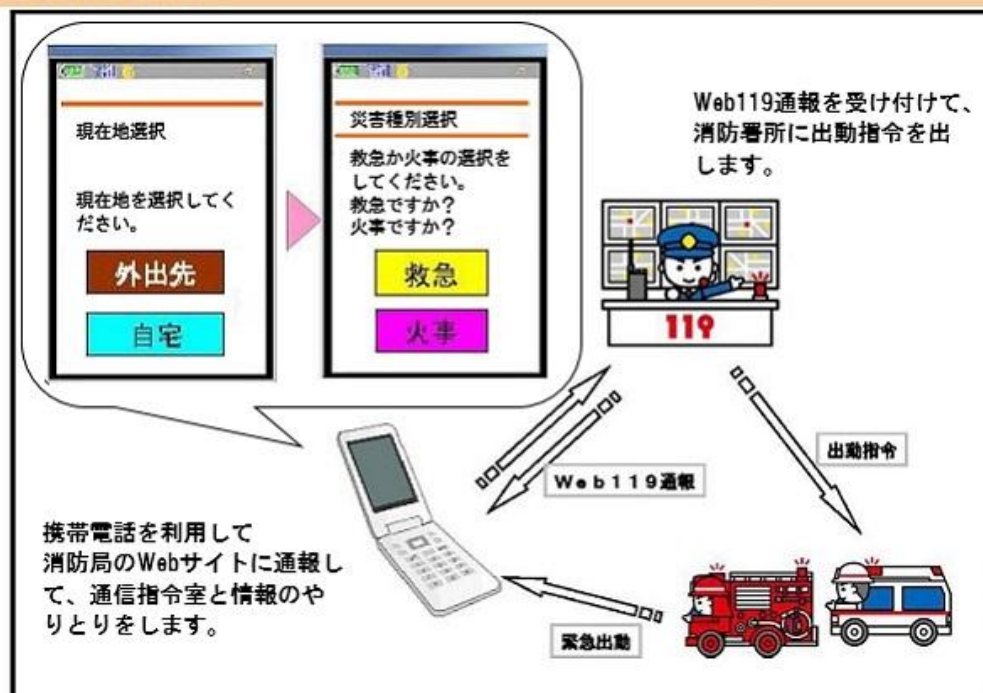 現在地選択
現在地を選択してく
ださい。
外出先
自宅
災害種別選択
救急か火事の選択を
してください。
救急ですか？
火事ですか？
救急
火事
Web119通報を受け付けて、
消防署所に出動指令を出
します。
119
出動指令
Ｗｅｂ１１９通報
携帯電話を利用して
消防局のWebサイトに通報し
て、通信指令室と情報のや
りとりをします。
緊急出動